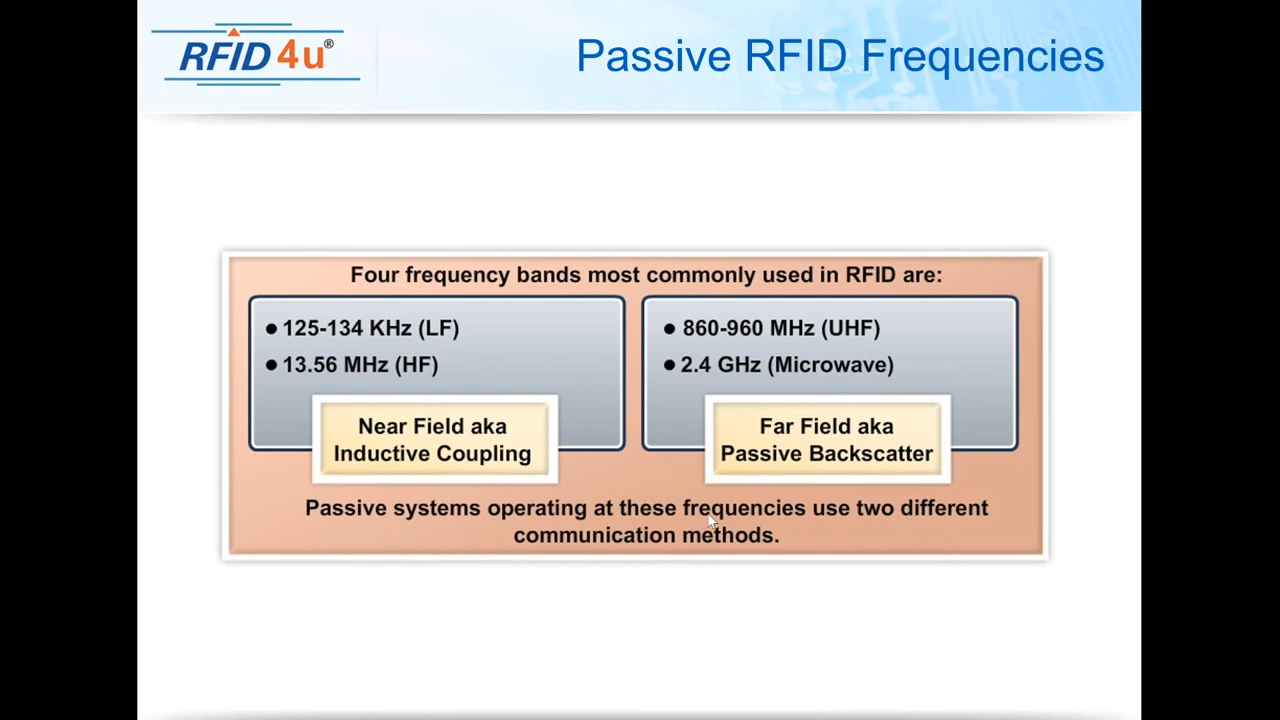 RFID4u®
Passive RFID Frequencies
Four frequency bands most commonly used in RFID are:
● 125-134 KHz (LF)
● 13.56 MHz (HF)
Near Field aka
Inductive Coupling
● 860-960 MHz (UHF)
● 2.4 GHz (Microwave)
Far Field aka
Passive Backscatter
Passive systems operating at these frequencies use two different
communication methods.